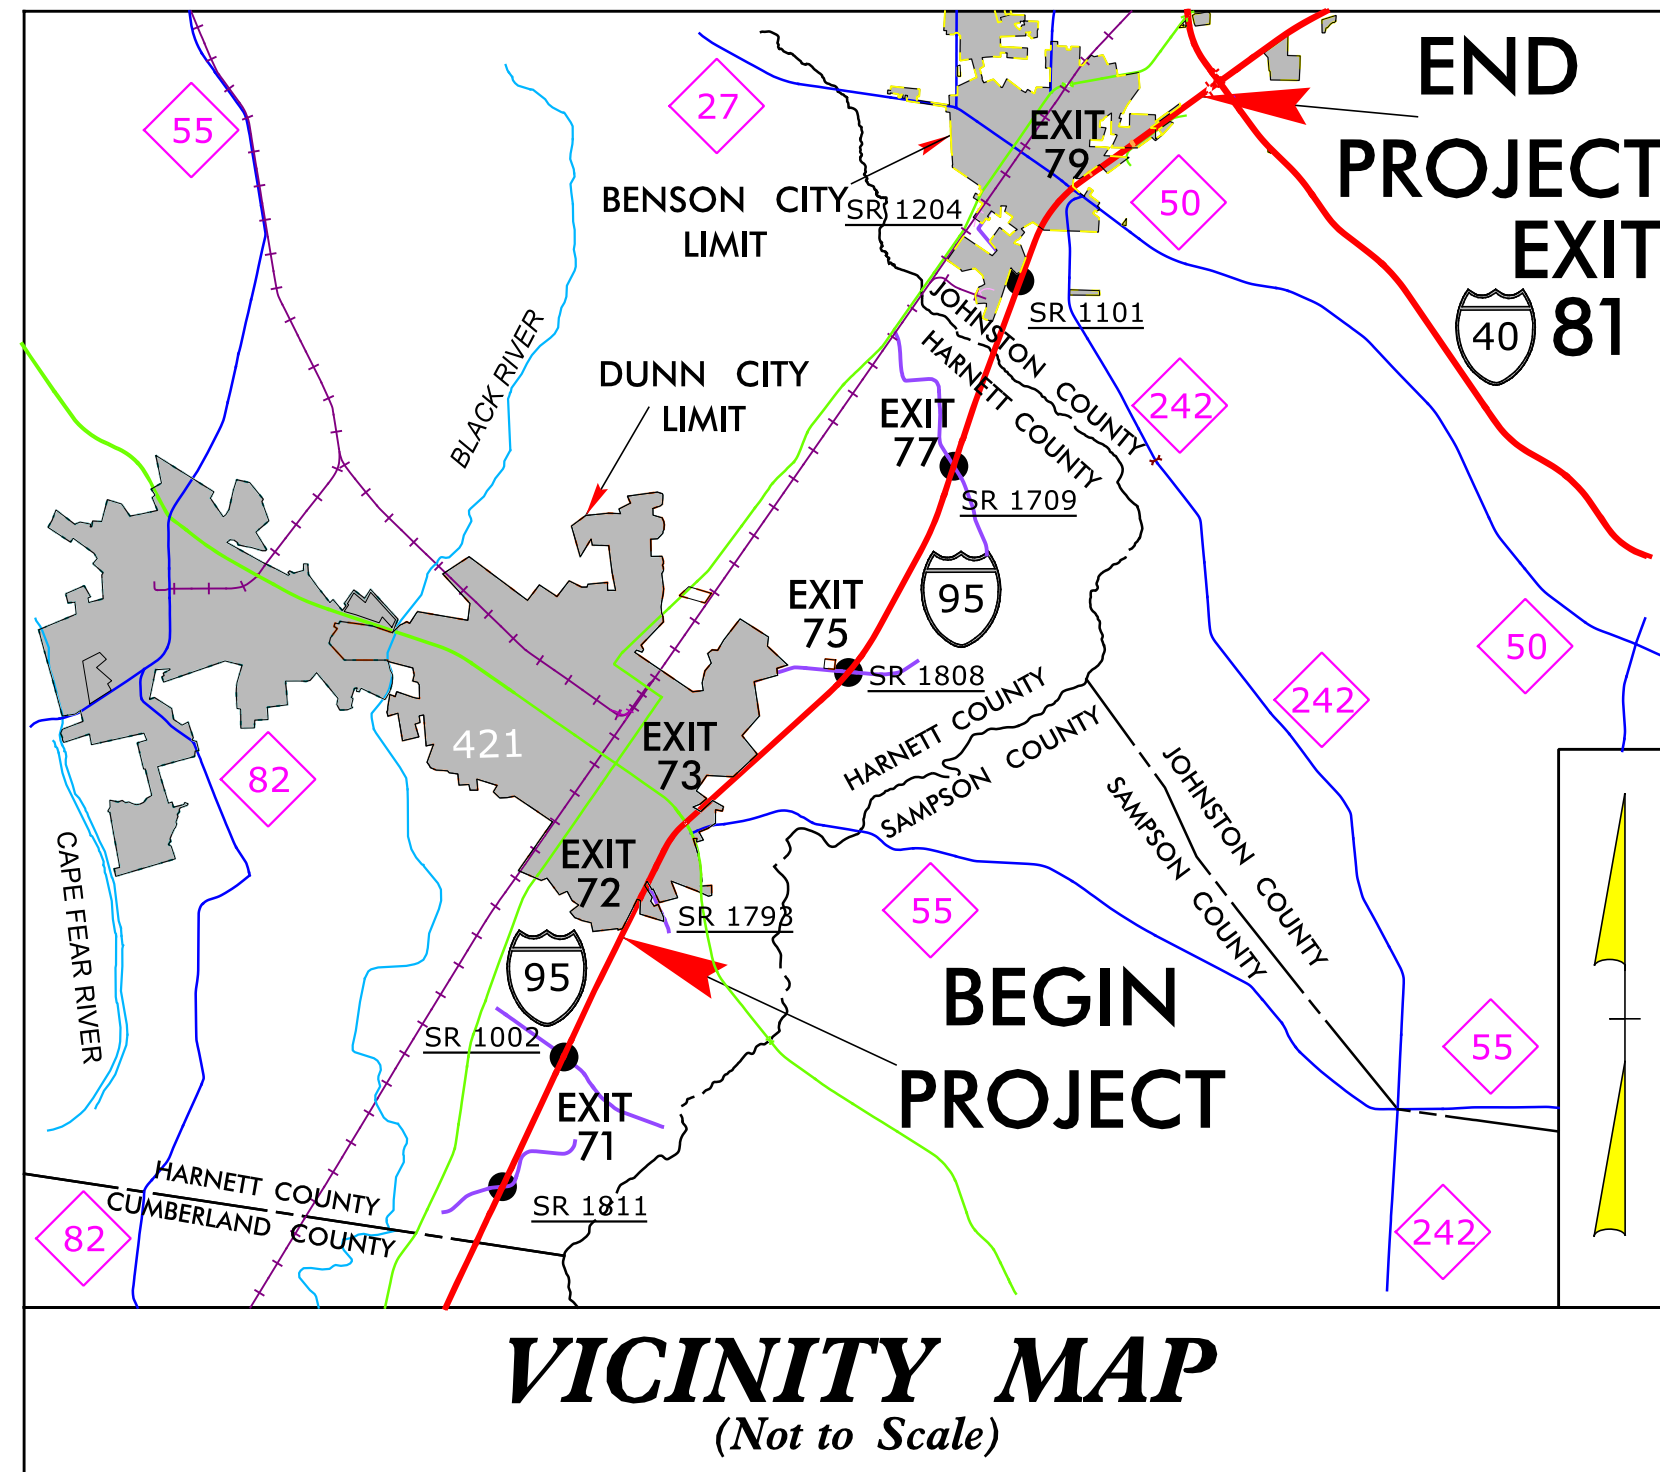 END
PROJECT
EXIT
81
40
55
27
EXIT
79
50
BENSON CITY
LIMIT
SR 1204
SR 1101
JOHNSTON COUNTY
HARNETT COUNTY
BLACK RIVER
DUNN CITY
LIMIT
242
EXIT
77
SR 1709
95
EXIT
75
SR 1808
50
242
HARNETT COUNTY
SAMPSON COUNTY
JOHNSTON COUNTY
SAMPSON COUNTY
421
EXIT
73
82
CAPE FEAR RIVER
EXIT
72
SR 1793
55
95
BEGIN
PROJECT
SR 1002
55
EXIT
71
HARNETT COUNTY
CUMBERLAND COUNTY
SR 1811
82
242
VICINITY MAP
(Not to Scale)